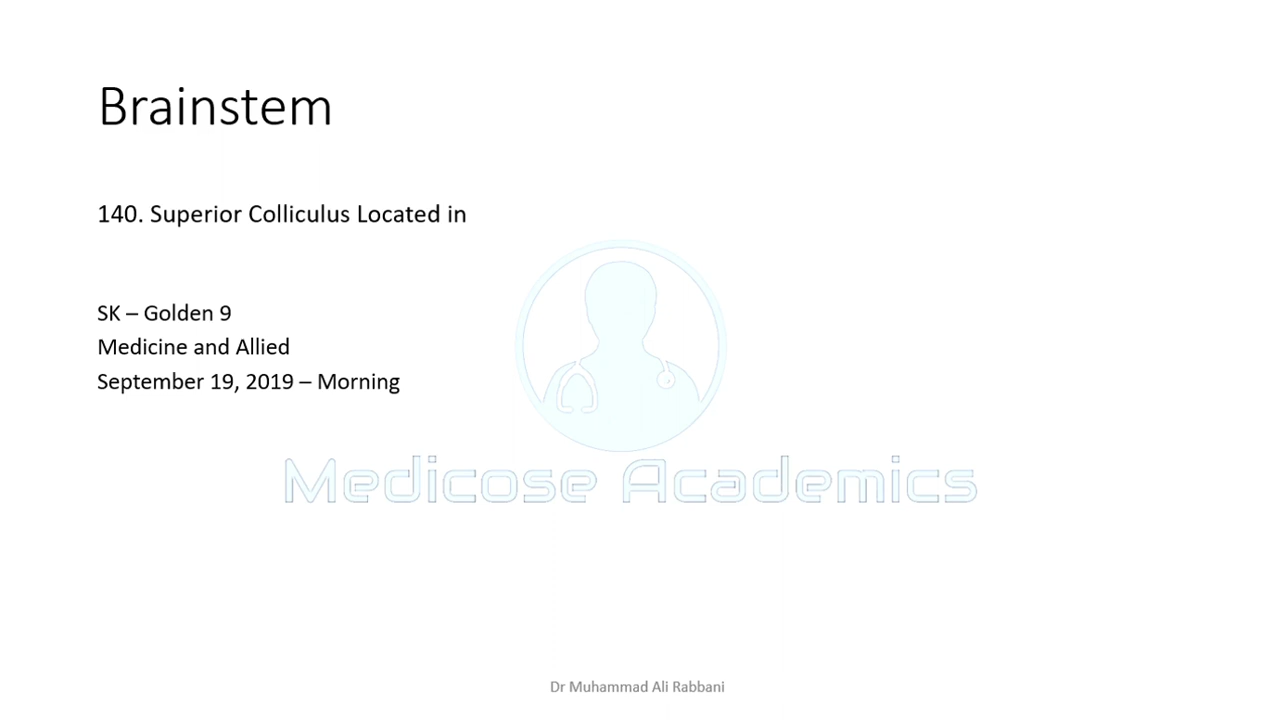 Brainstem
140. Superior Colliculus Located in
SK – Golden 9
Medicine and Allied
September 19, 2019 – Morning
Medicose Academics
Dr Muhammad Ali Rabbani